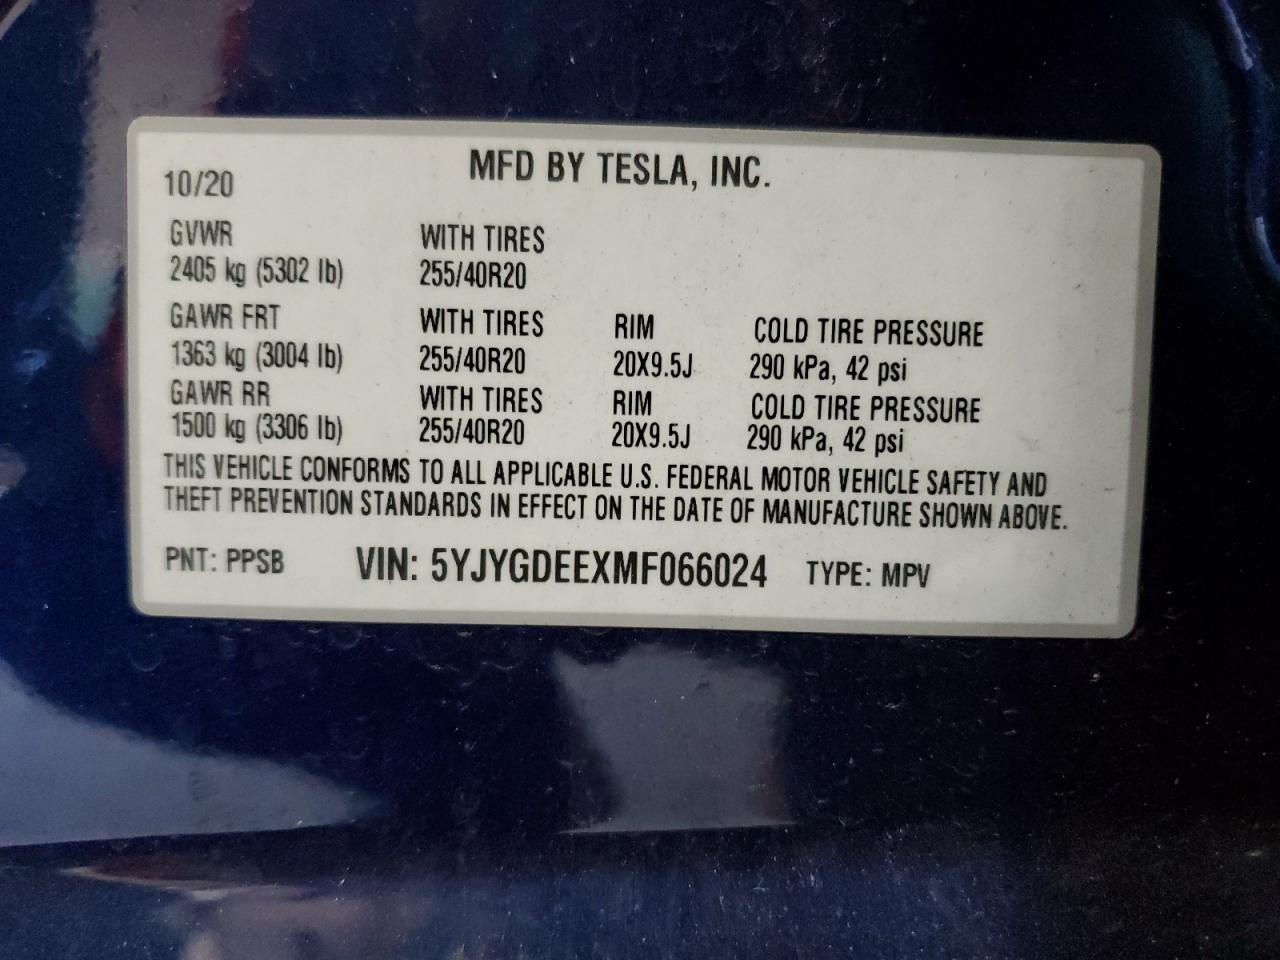 MFD BY TESLA, INC.
10/20
GVWR WITH TIRES
2405 kg (5302 lb) 255/40R20
GAWR FRT WITH TIRES RIM COLD TIRE PRESSURE
1363 kg (3004 lb) 255/40R20 20X9.5J 290 kPa, 42 psi
GAWR RR WITH TIRES RIM COLD TIRE PRESSURE
1500 kg (3306 lb) 255/40R20 20X9.5J 290 kPa, 42 psi
THIS VEHICLE CONFORMS TO ALL APPLICABLE U.S. FEDERAL MOTOR VEHICLE SAFETY AND
THEFT PREVENTION STANDARDS IN EFFECT ON THE DATE OF MANUFACTURE SHOWN ABOVE.
PNT: PPSB VIN: 5YJYGDEEXMF066024 TYPE: MPV